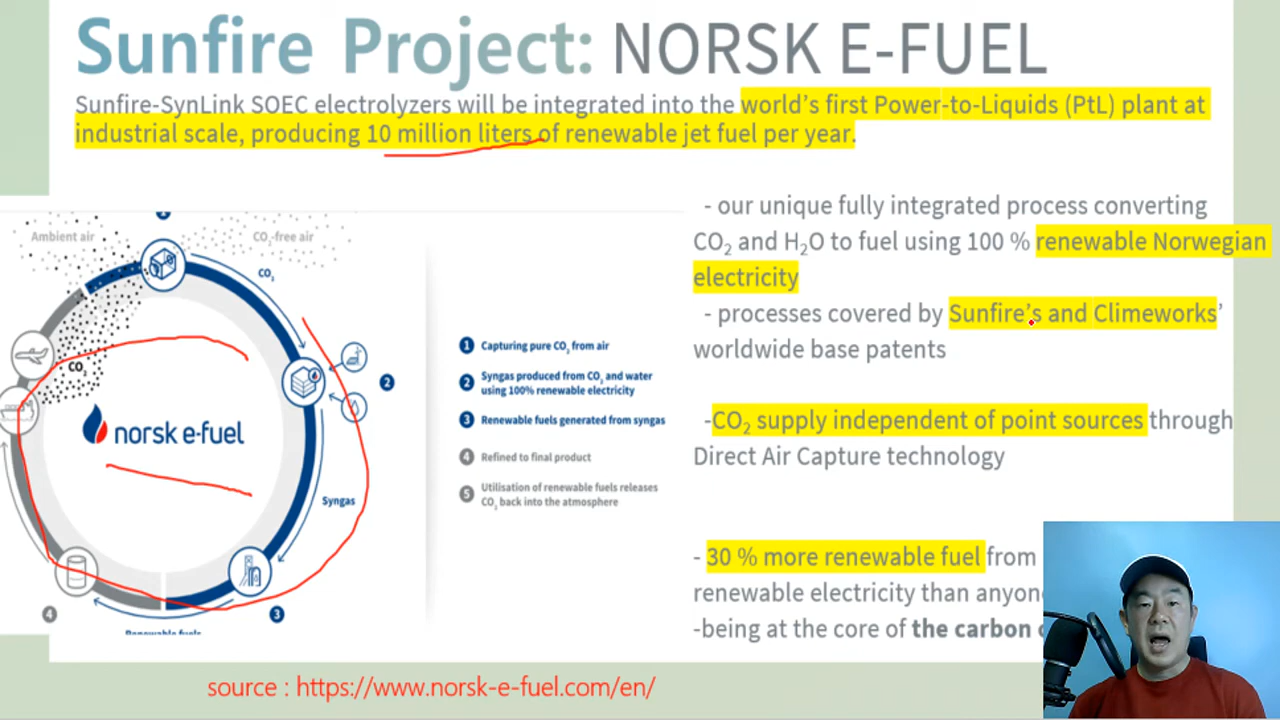 Sunfire Project: NORSK E-FUEL
Sunfire-SynLink SOEC electrolyzers will be integrated into the world's first Power-to-Liquids (PtL) plant at
industrial scale, producing 10 million liters of renewable jet fuel per year.
1
Ambient air
CO₂-free air
CO₂
CO₂
2
norsk e-fuel
Syngas
4
3
Renewable fuels
1 Capturing pure CO₂ from air
2 Syngas produced from CO₂ and water
using 100% renewable electricity
3 Renewable fuels generated from syngas
4 Refined to final product
5 Utilisation of renewable fuels releases
CO₂ back into the atmosphere
- our unique fully integrated process converting
CO₂ and H₂O to fuel using 100 % renewable Norwegian
electricity
- processes covered by Sunfire's and Climeworks'
worldwide base patents
-CO₂ supply independent of point sources through
Direct Air Capture technology
- 30 % more renewable fuel from
renewable electricity than
-being at the core of the carbon
source : https://www.norsk-e-fuel.com/en/